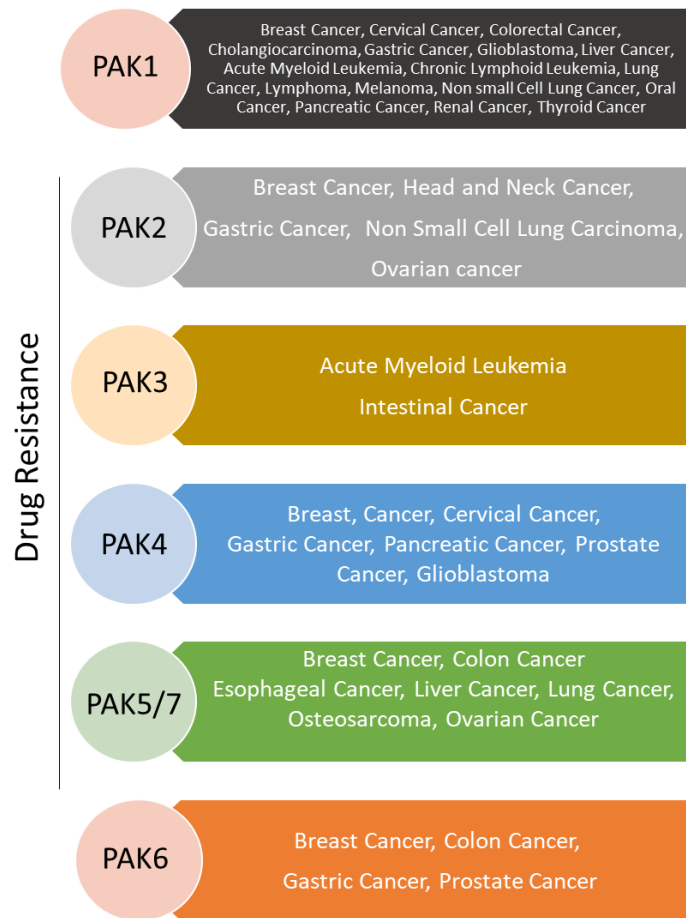 PAK1
Breast Cancer, Cervical Cancer, Colorectal Cancer,
Cholangiocarcinoma, Gastric Cancer, Glioblastoma, Liver Cancer,
Acute Myeloid Leukemia, Chronic Lymphoid Leukemia, Lung
Cancer, Lymphoma, Melanoma, Non small Cell Lung Cancer, Oral
Cancer, Pancreatic Cancer, Renal Cancer, Thyroid Cancer
Drug Resistance
PAK2
Breast Cancer, Head and Neck Cancer,
Gastric Cancer, Non Small Cell Lung Carcinoma,
Ovarian cancer
PAK3
Acute Myeloid Leukemia
Intestinal Cancer
PAK4
Breast, Cancer, Cervical Cancer,
Gastric Cancer, Pancreatic Cancer, Prostate
Cancer, Glioblastoma
PAK5/7
Breast Cancer, Colon Cancer
Esophageal Cancer, Liver Cancer, Lung Cancer,
Osteosarcoma, Ovarian Cancer
PAK6
Breast Cancer, Colon Cancer,
Gastric Cancer, Prostate Cancer